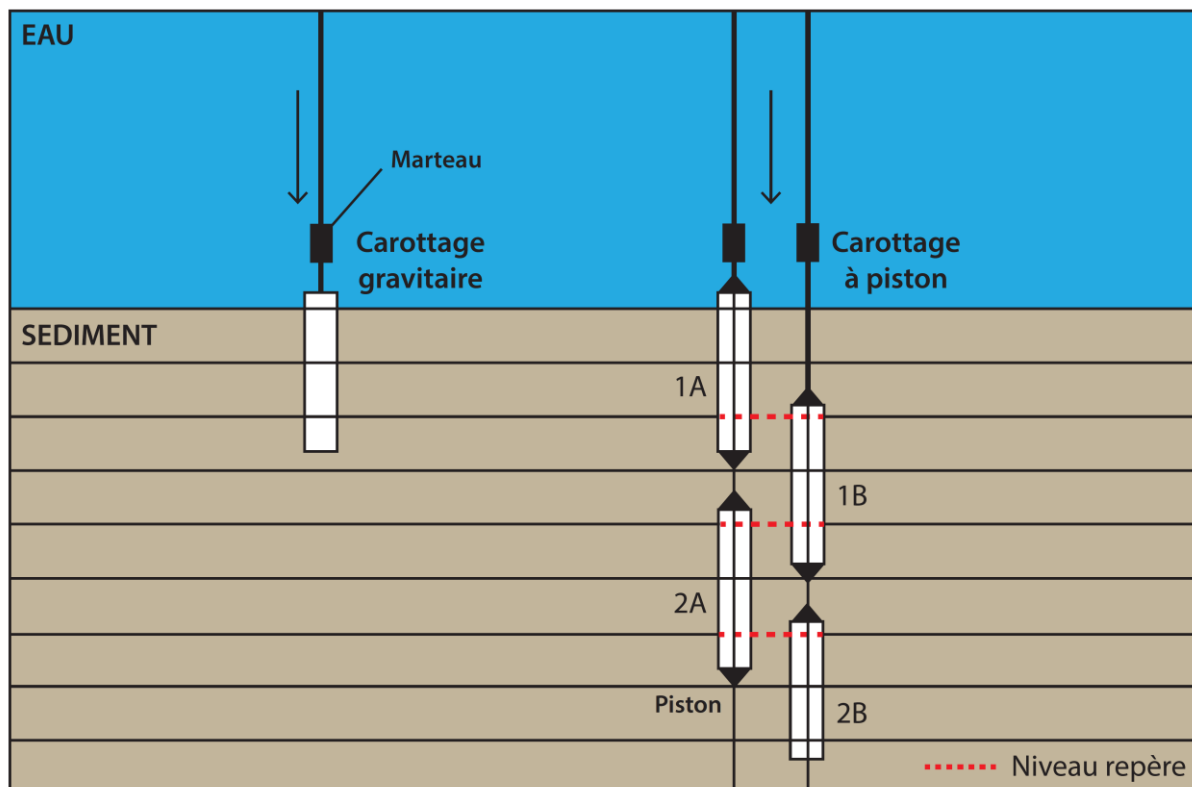 EAU
Marteau
Carottage
gravitaire
Carottage
à piston
SEDIMENT
1A
1B
2A
Piston
2B
Niveau repère